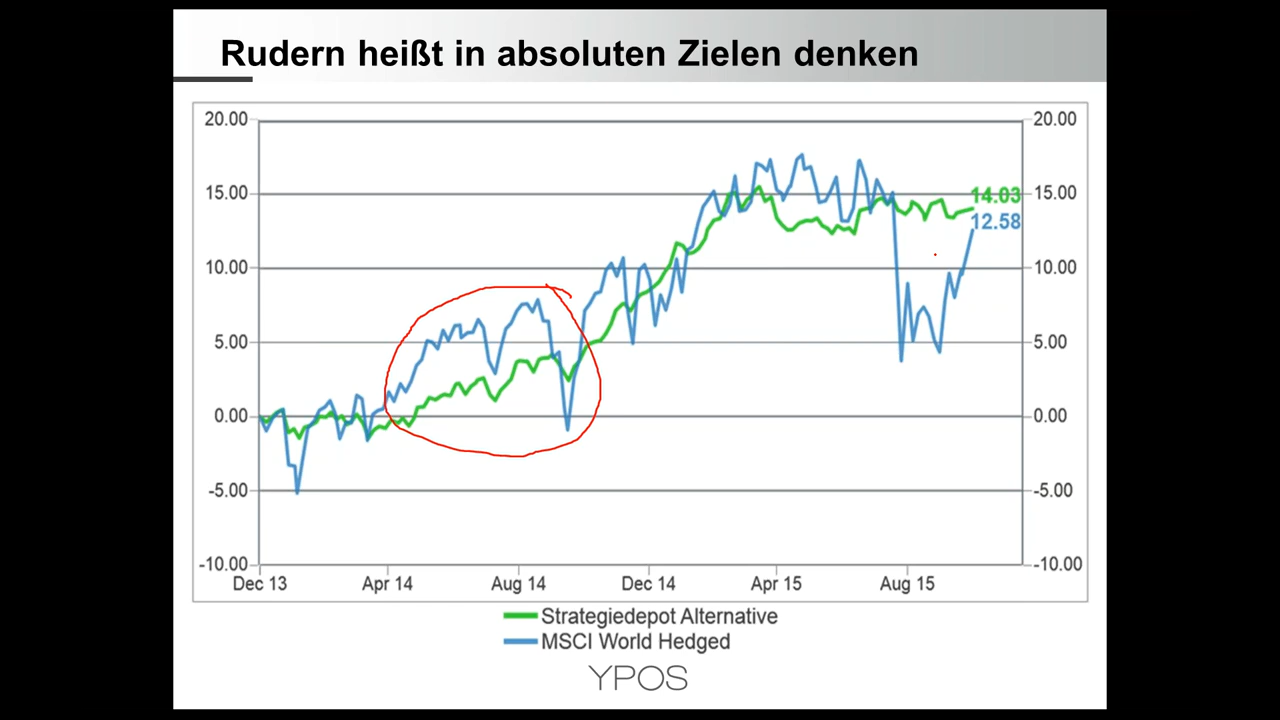 Rudern heißt in absoluten Zielen denken
20.00 20.00
15.00 14.03 15.00
12.58
10.00 10.00
5.00 5.00
0.00 0.00
-5.00 -5.00
-10.00 -10.00
Dec 13 Apr 14 Aug 14 Dec 14 Apr 15 Aug 15
Strategiedepot Alternative
MSCI World Hedged
YPOS